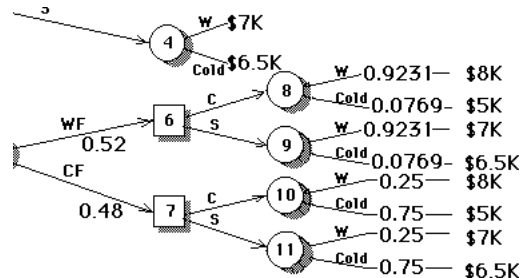 S
W $7K
4
Cold $6.5K
W 0.9231 $8K
8
C
Cold 0.0769 $5K
WF 6
W 0.9231 $7K
0.52
S
9
Cold 0.0769 $6.5K
CF
W 0.25 $8K
10
C
0.48 7
Cold 0.75 $5K
S
W 0.25 $7K
11
Cold 0.75 $6.5K